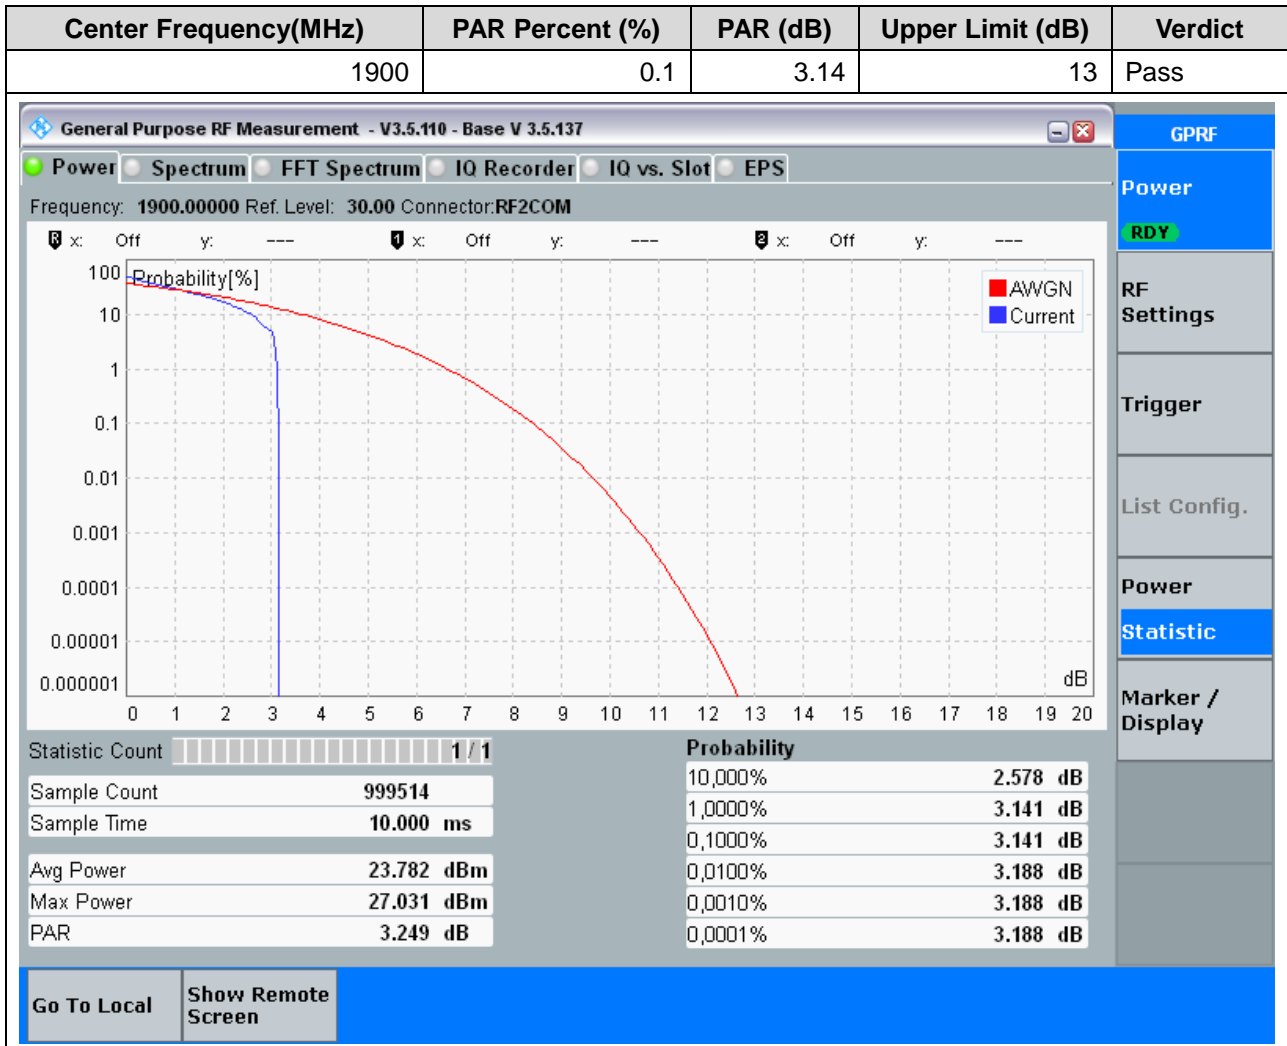 Center Frequency(MHz) PAR Percent (%) PAR (dB) Upper Limit (dB) Verdict
1900 0.1 3.14 13 Pass
General Purpose RF Measurement - V3.5.110 - Base V 3.5.137
GPRF
Power Spectrum FFT Spectrum IQ Recorder IQ vs. Slot EPS
Power
RDY
Frequency: 1900.00000 Ref. Level: 30.00 Connector:RF2COM
R x: Off y: --- 1 x: Off y: --- 2 x: Off y: ---
Probability[%]
100
10
1
0.1
0.01
0.001
0.0001
0.00001
0.000001
AWGN
Current
dB
0 1 2 3 4 5 6 7 8 9 10 11 12 13 14 15 16 17 18 19 20
RF
Settings
Trigger
List Config.
Power
Statistic
Marker /
Display
Statistic Count 1 / 1
Sample Count 999514
Sample Time 10.000 ms
Avg Power 23.782 dBm
Max Power 27.031 dBm
PAR 3.249 dB
Probability
10,000% 2.578 dB
1,0000% 3.141 dB
0,1000% 3.141 dB
0,0100% 3.188 dB
0,0010% 3.188 dB
0,0001% 3.188 dB
Go To Local
Show Remote
Screen